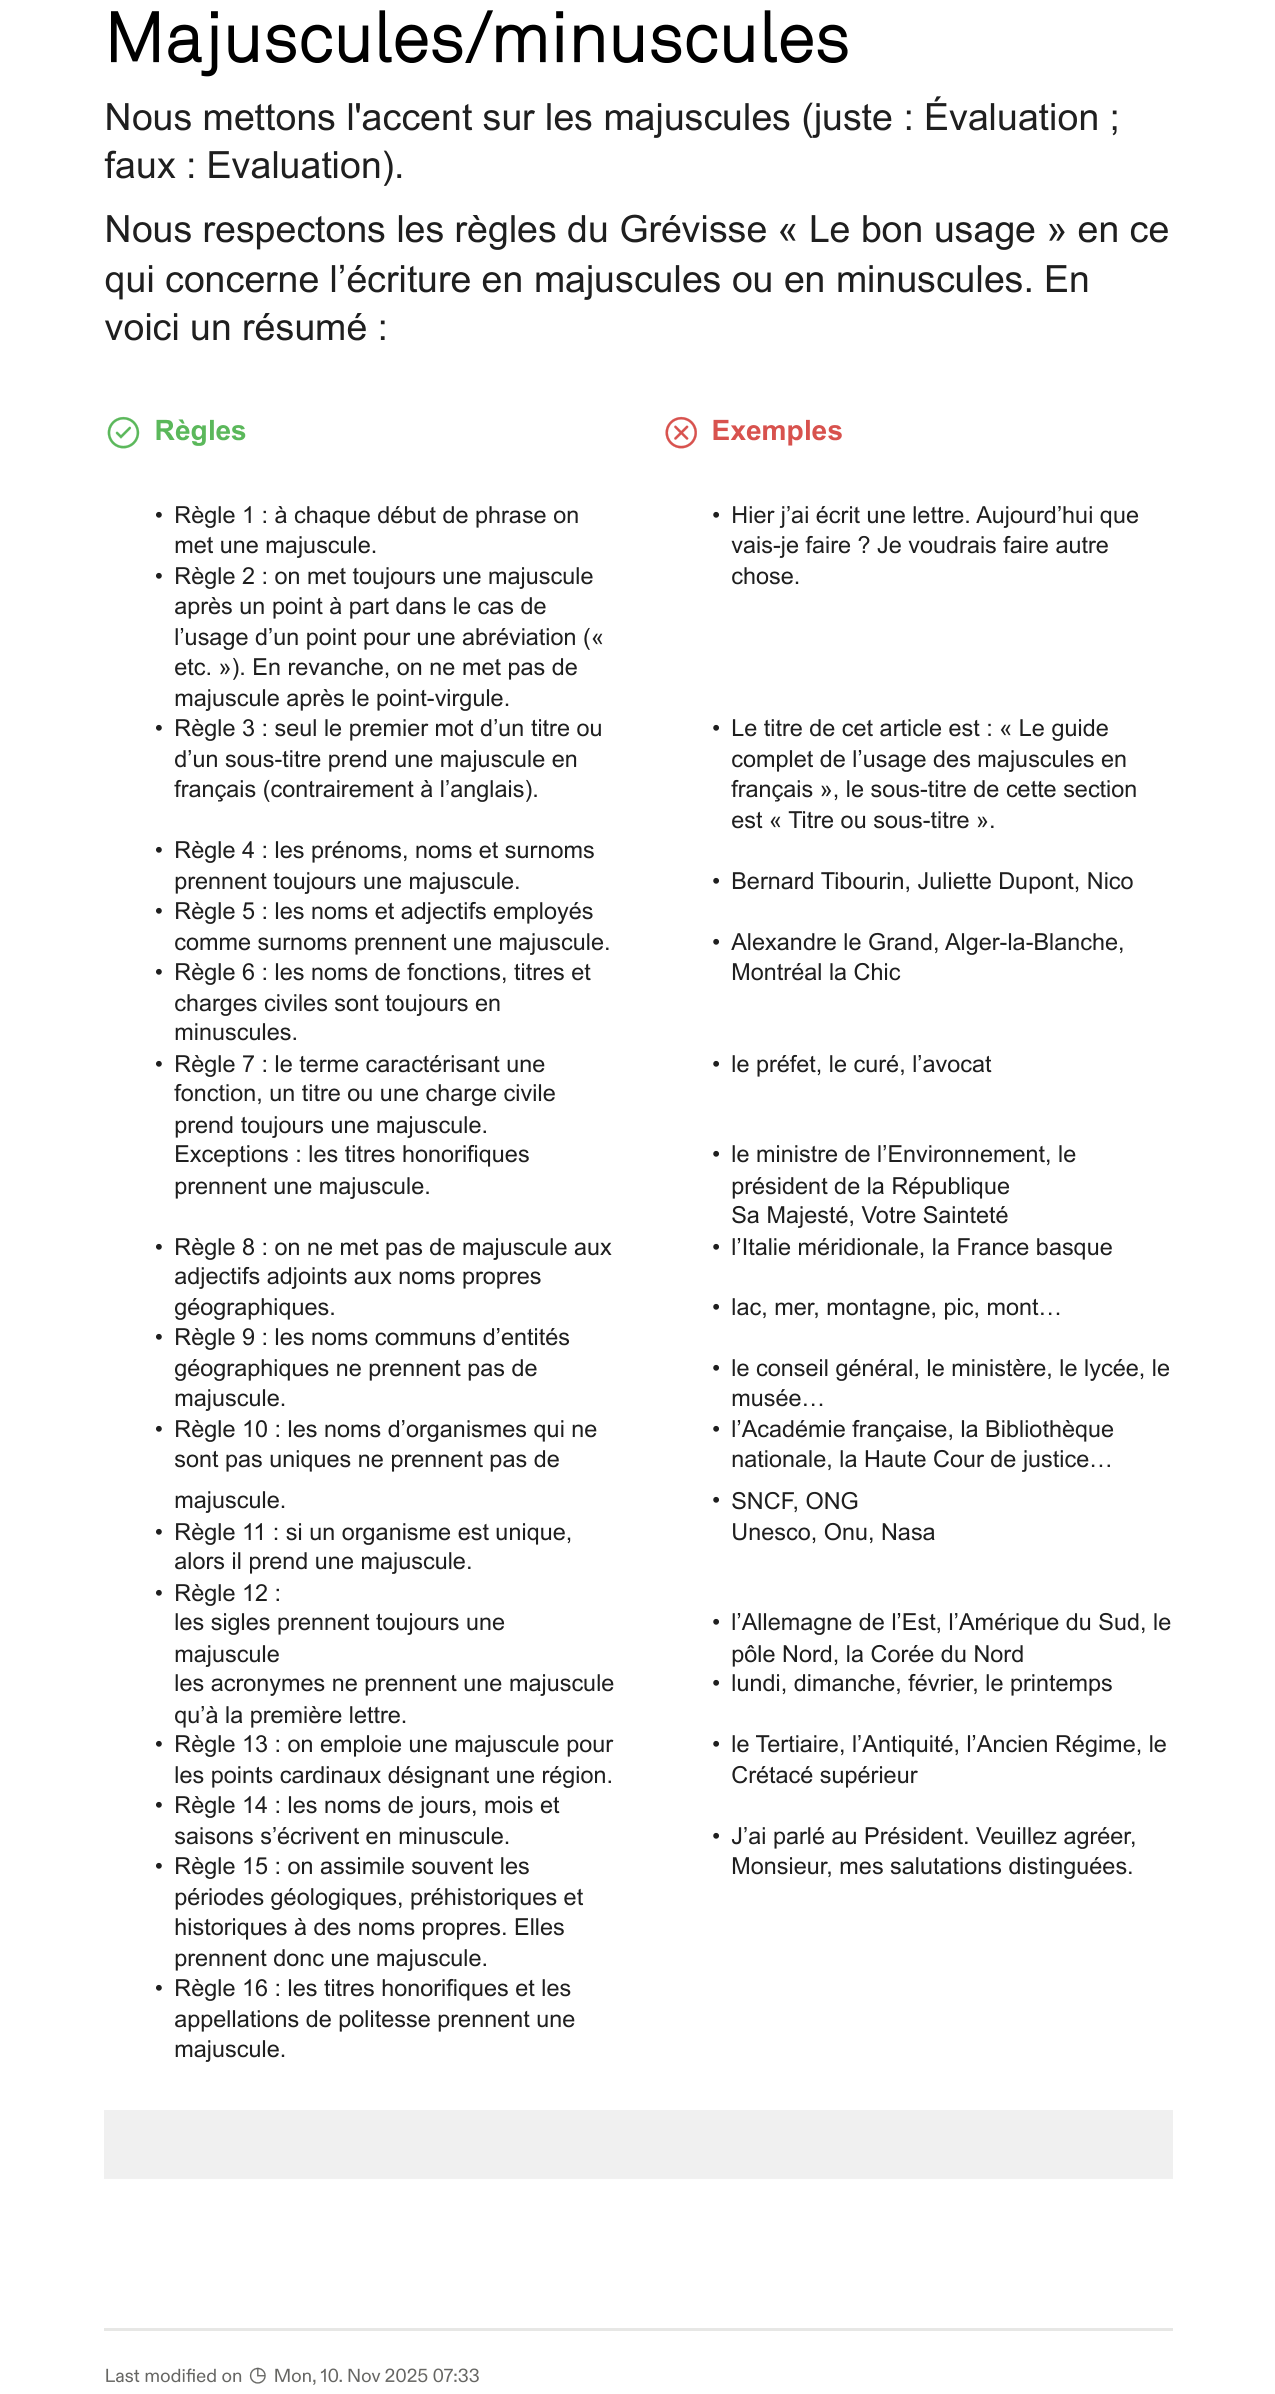 Majuscules/minuscules
Nous mettons l'accent sur les majuscules (juste : Évaluation ;
faux : Evaluation).
Nous respectons les règles du Grévisse « Le bon usage » en ce
qui concerne l’écriture en majuscules ou en minuscules. En
voici un résumé :
Règles
• Règle 1 : à chaque début de phrase on
met une majuscule.
• Règle 2 : on met toujours une majuscule
après un point à part dans le cas de
l’usage d’un point pour une abréviation («
etc. »). En revanche, on ne met pas de
majuscule après le point-virgule.
• Règle 3 : seul le premier mot d’un titre ou
d’un sous-titre prend une majuscule en
français (contrairement à l’anglais).
• Règle 4 : les prénoms, noms et surnoms
prennent toujours une majuscule.
• Règle 5 : les noms et adjectifs employés
comme surnoms prennent une majuscule.
• Règle 6 : les noms de fonctions, titres et
charges civiles sont toujours en
minuscules.
• Règle 7 : le terme caractérisant une
fonction, un titre ou une charge civile
prend toujours une majuscule.
Exceptions : les titres honorifiques
prennent une majuscule.
• Règle 8 : on ne met pas de majuscule aux
adjectifs adjoints aux noms propres
géographiques.
• Règle 9 : les noms communs d’entités
géographiques ne prennent pas de
majuscule.
• Règle 10 : les noms d’organismes qui ne
sont pas uniques ne prennent pas de
majuscule.
• Règle 11 : si un organisme est unique,
alors il prend une majuscule.
• Règle 12 :
les sigles prennent toujours une
majuscule
les acronymes ne prennent une majuscule
qu’à la première lettre.
• Règle 13 : on emploie une majuscule pour
les points cardinaux désignant une région.
• Règle 14 : les noms de jours, mois et
saisons s’écrivent en minuscule.
• Règle 15 : on assimile souvent les
périodes géologiques, préhistoriques et
historiques à des noms propres. Elles
prennent donc une majuscule.
• Règle 16 : les titres honorifiques et les
appellations de politesse prennent une
majuscule.
Exemples
• Hier j’ai écrit une lettre. Aujourd’hui que
vais-je faire ? Je voudrais faire autre
chose.
• Le titre de cet article est : « Le guide
complet de l’usage des majuscules en
français », le sous-titre de cette section
est « Titre ou sous-titre ».
• Bernard Tibourin, Juliette Dupont, Nico
• Alexandre le Grand, Alger-la-Blanche,
Montréal la Chic
• le préfet, le curé, l’avocat
• le ministre de l’Environnement, le
président de la République
Sa Majesté, Votre Sainteté
• l’Italie méridionale, la France basque
• lac, mer, montagne, pic, mont…
• le conseil général, le ministère, le lycée, le
musée…
• l’Académie française, la Bibliothèque
nationale, la Haute Cour de justice…
• SNCF, ONG
Unesco, Onu, Nasa
• l’Allemagne de l’Est, l’Amérique du Sud, le
pôle Nord, la Corée du Nord
• lundi, dimanche, février, le printemps
• le Tertiaire, l’Antiquité, l’Ancien Régime, le
Crétacé supérieur
• J’ai parlé au Président. Veuillez agréer,
Monsieur, mes salutations distinguées.
Last modified on Mon, 10. Nov 2025 07:33